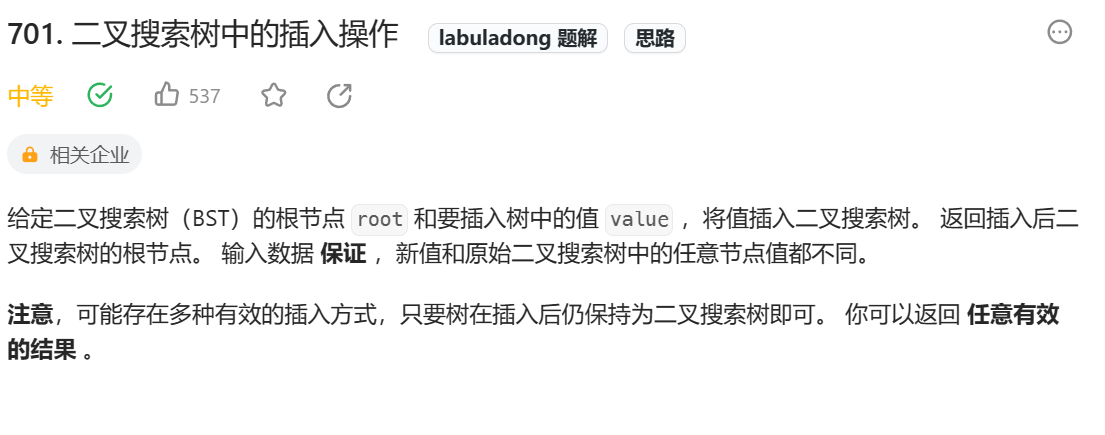 701. 二叉搜索树中的插入操作 labuladong 题解 思路
中等 537
相关企业
给定二叉搜索树（BST）的根节点 root 和要插入树中的值 value ，将值插入二叉搜索树。 返回插入后二
叉搜索树的根节点。 输入数据 保证 ，新值和原始二叉搜索树中的任意节点值都不同。
注意，可能存在多种有效的插入方式，只要树在插入后仍保持为二叉搜索树即可。 你可以返回 任意有效
的结果 。